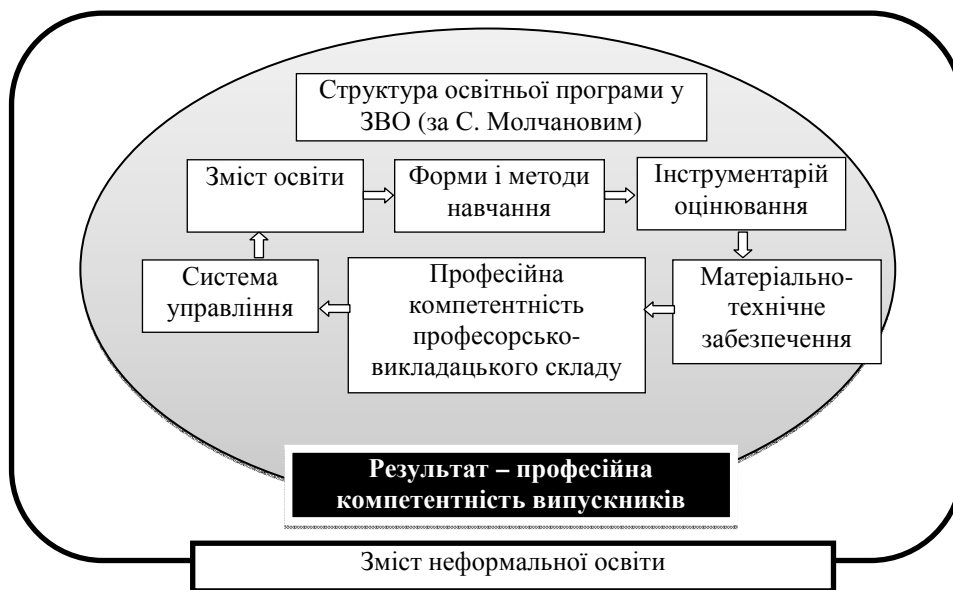 Структура освітньої програми у
ЗВО (за С. Молчановим)
Зміст освіти
Форми і методи
навчання
Інструментарій
оцінювання
Система
управління
Професійна
компетентність
професорсько-
викладацького складу
Матеріально-
технічне
забезпечення
Результат – професійна
компетентність випускників
Зміст неформальної освіти